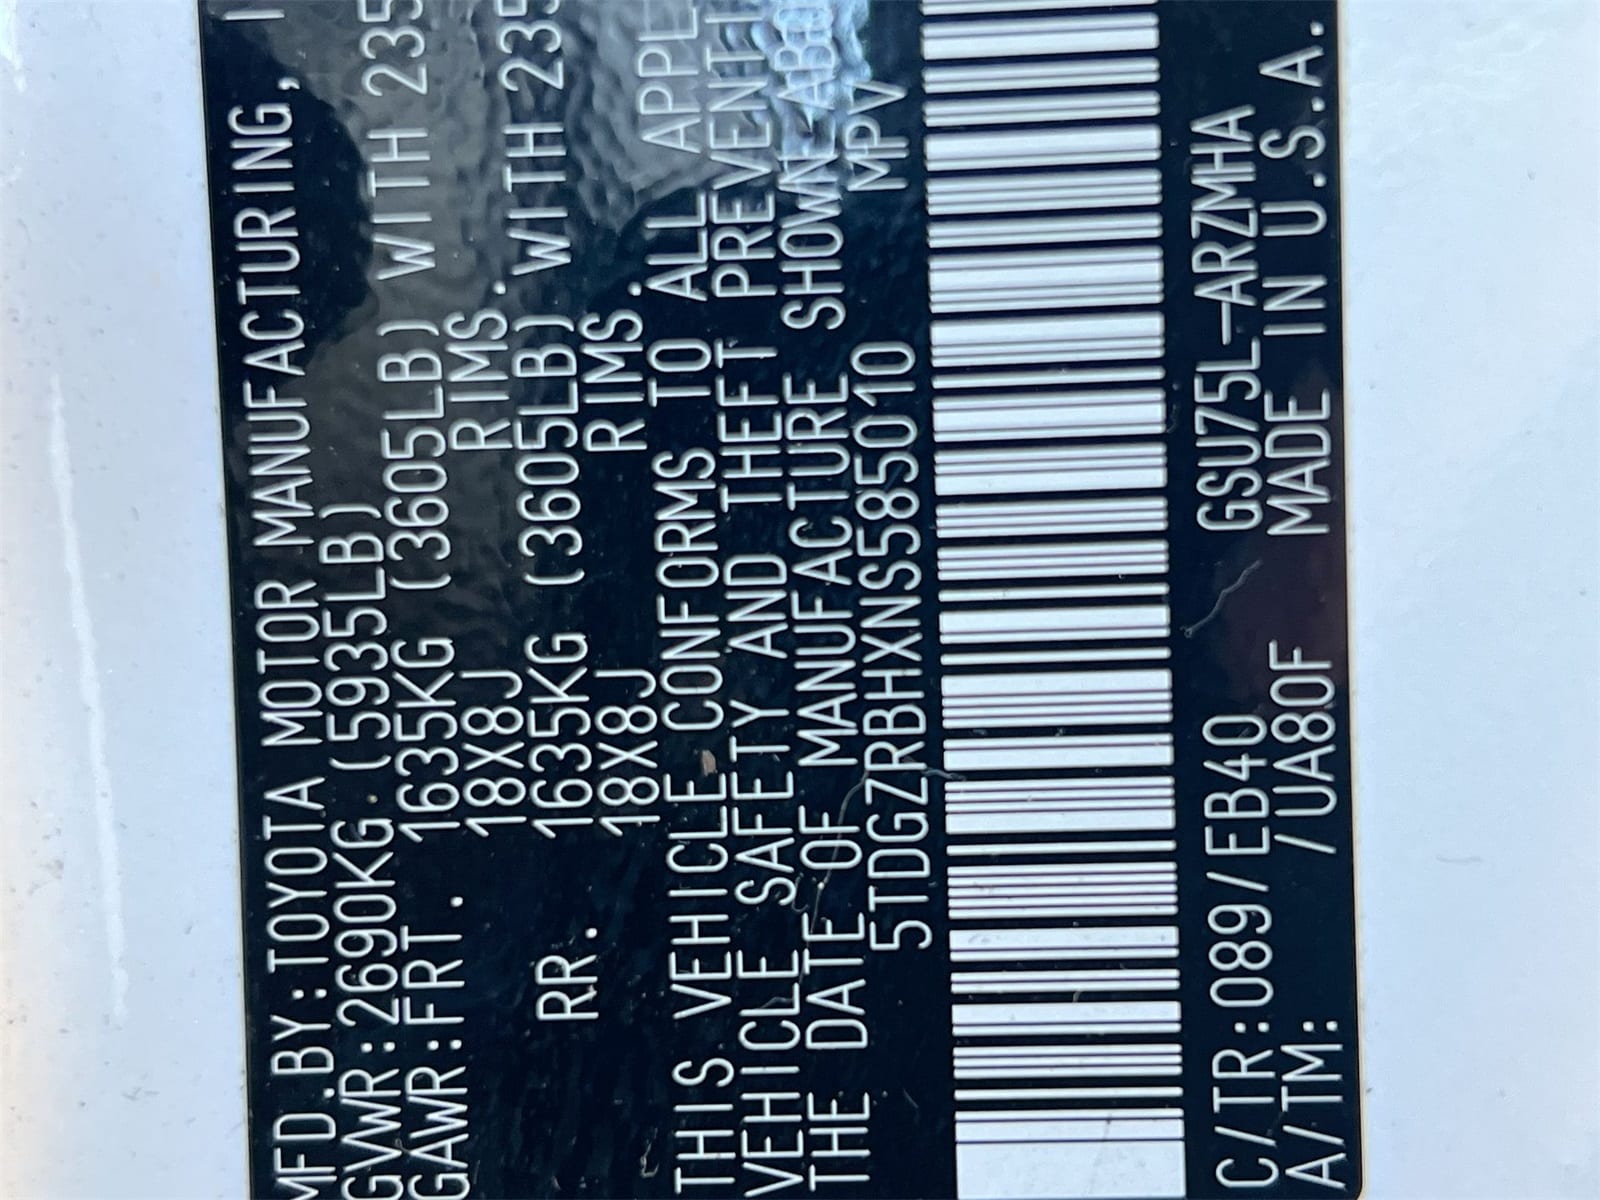 MFD.BY:TOYOTA MOTOR MANUFACTURING,
GVWR:2690KG (5935LB)
GAWR:FRT. 1635KG (3605LB) WITH 235
18X8J RIMS.
RR. 1635KG (3605LB) WITH 235
18X8J RIMS.
THIS VEHICLE CONFORMS TO ALL APPL
VEHICLE SAFETY AND THEFT PREVENTI
THE DATE OF MANUFACTURE SHOWN ABO
5TDGZRBHXNS585010 MPV
C/TR:089/EB40 GSU75L-ARZMHA
A/TM: /UA80F MADE IN U.S.A.